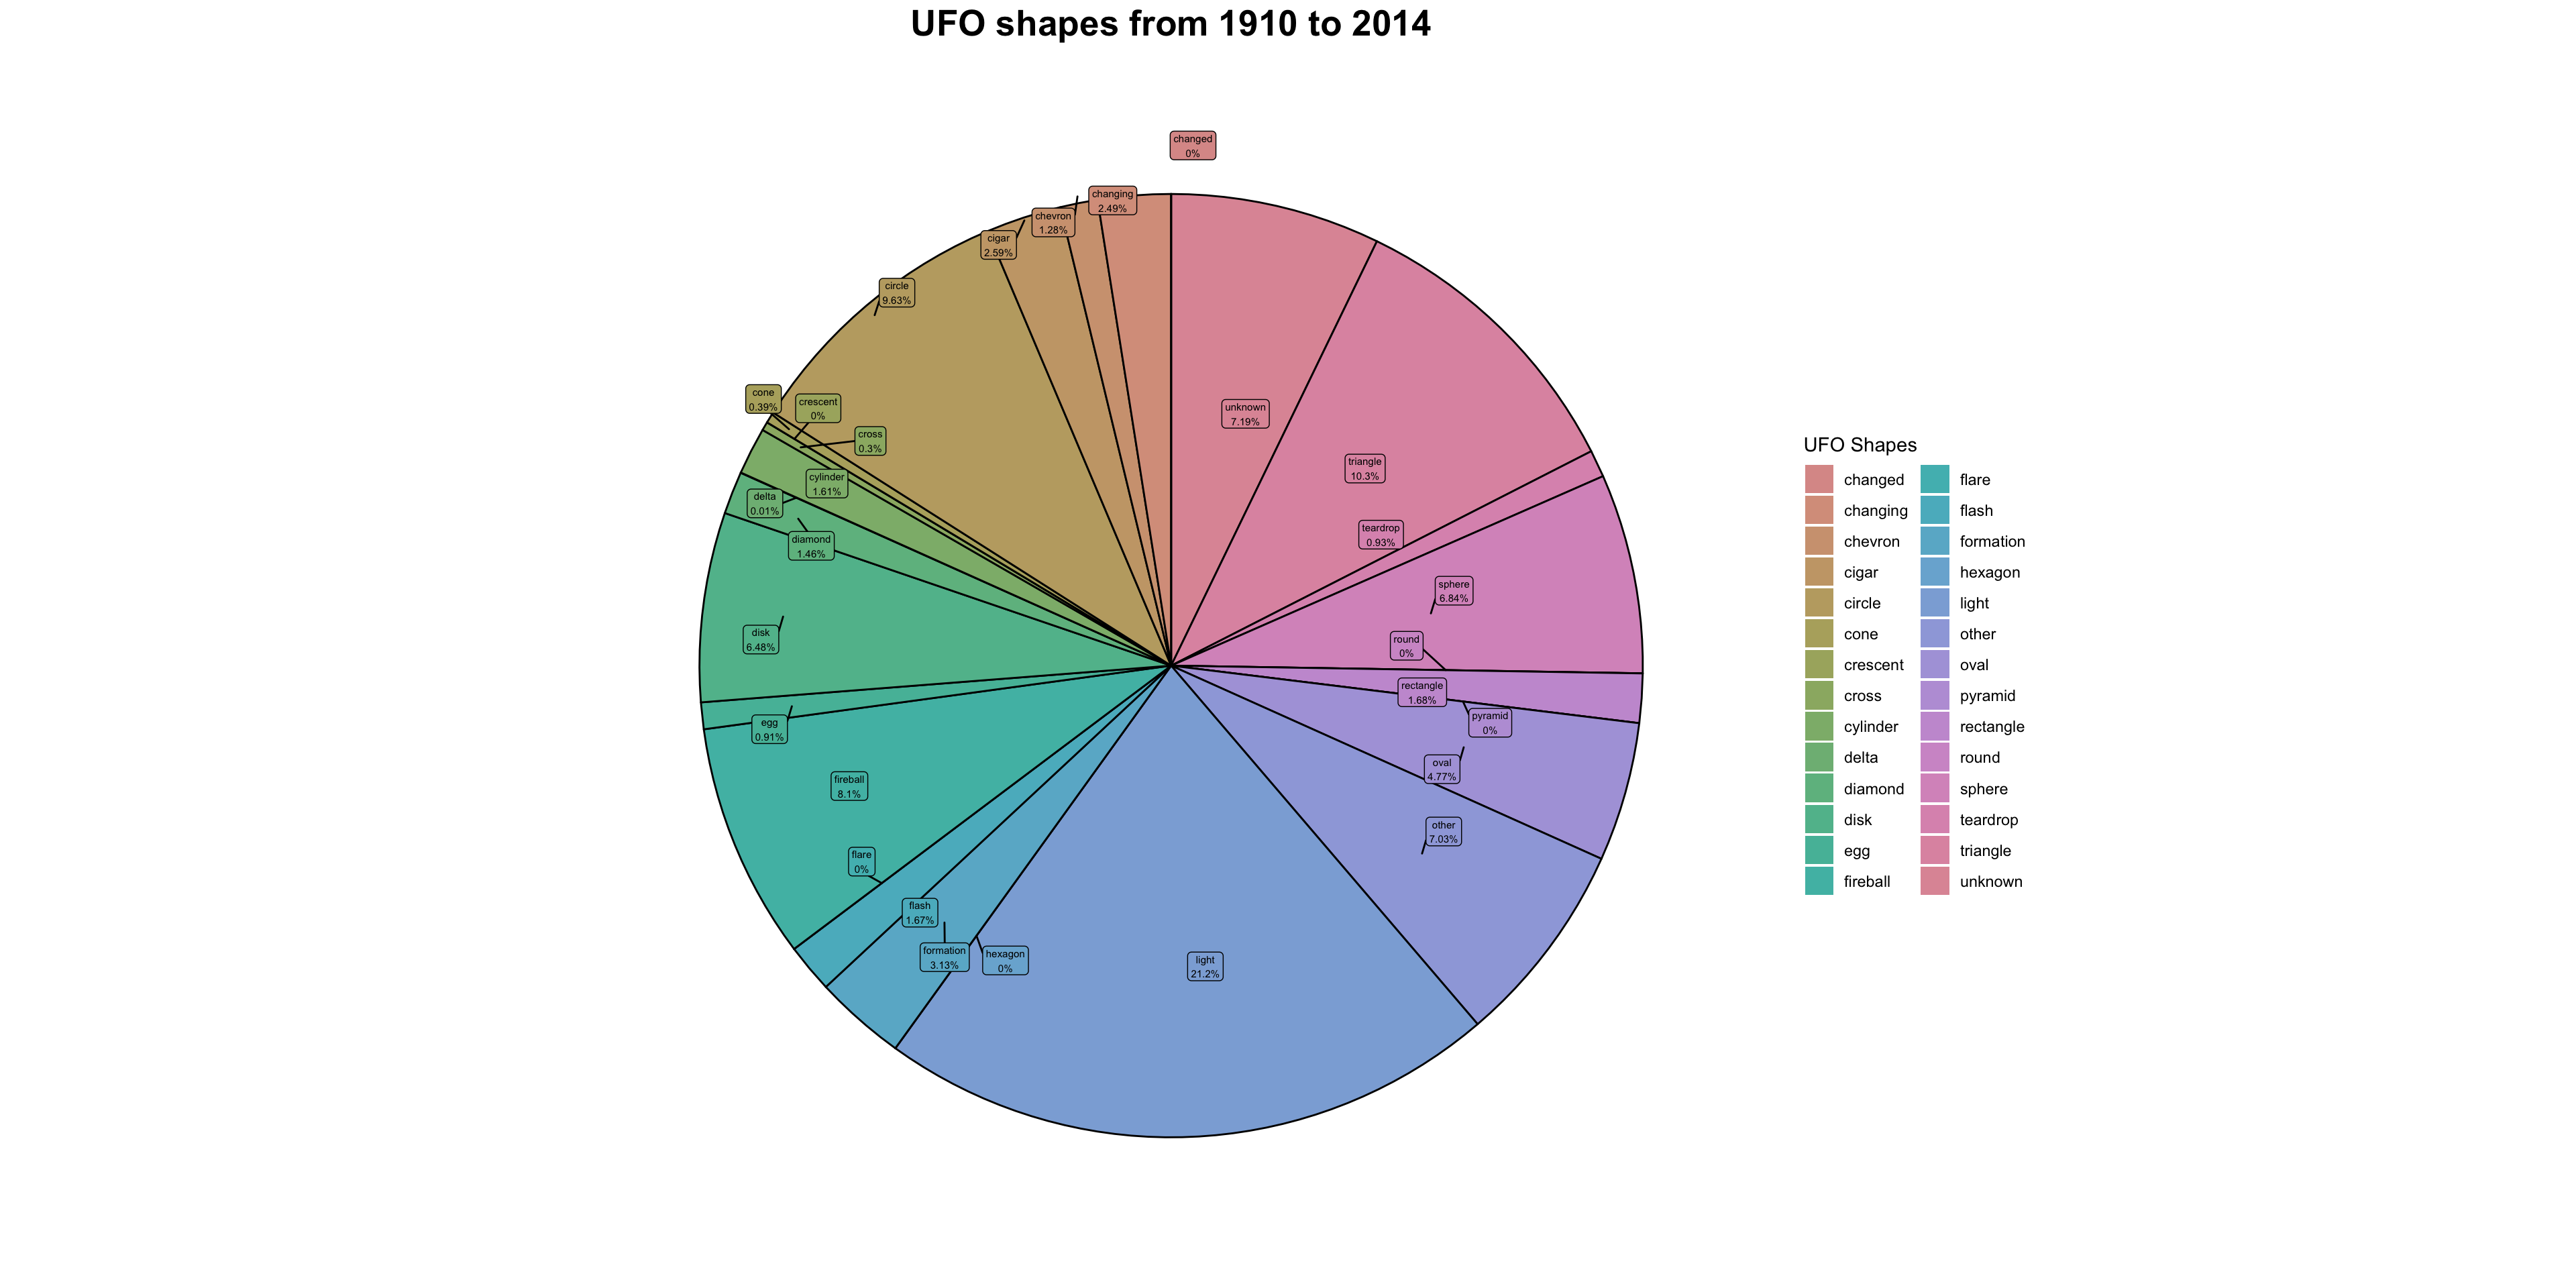 UFO shapes from 1910 to 2014
changed
0%
changing
2.49%
chevron
1.28%
cigar
2.59%
circle
9.63%
cone
0.39%
crescent
0%
cross
0.3%
cylinder
1.61%
delta
0.01%
diamond
1.46%
disk
6.48%
egg
0.91%
fireball
8.1%
flare
0%
flash
1.67%
formation
3.13%
hexagon
0%
light
21.2%
other
7.03%
oval
4.77%
pyramid
0%
rectangle
1.68%
round
0%
sphere
6.84%
teardrop
0.93%
triangle
10.3%
unknown
7.19%
UFO Shapes
changed
changing
chevron
cigar
circle
cone
crescent
cross
cylinder
delta
diamond
disk
egg
fireball
flare
flash
formation
hexagon
light
other
oval
pyramid
rectangle
round
sphere
teardrop
triangle
unknown